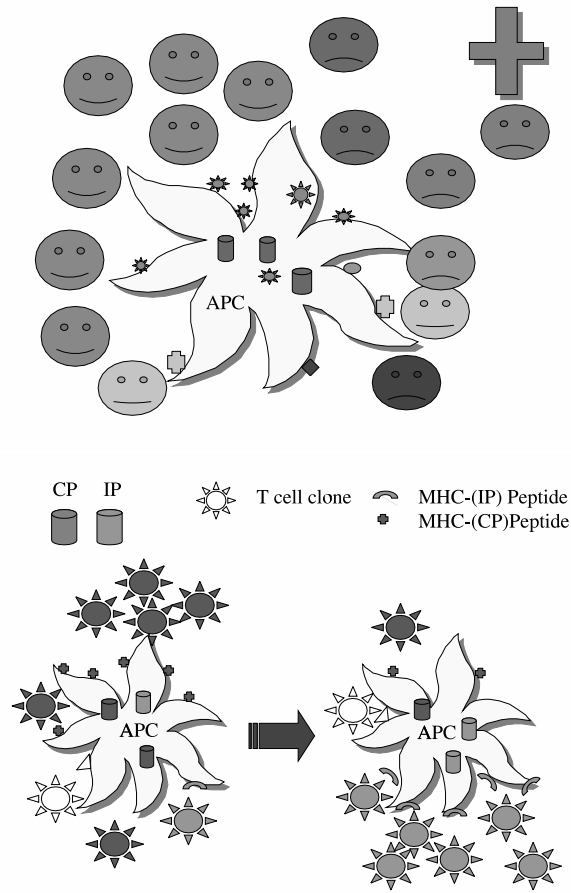 APC
CP IP
T cell clone
MHC-(IP) Peptide
MHC-(CP)Peptide
APC
APC